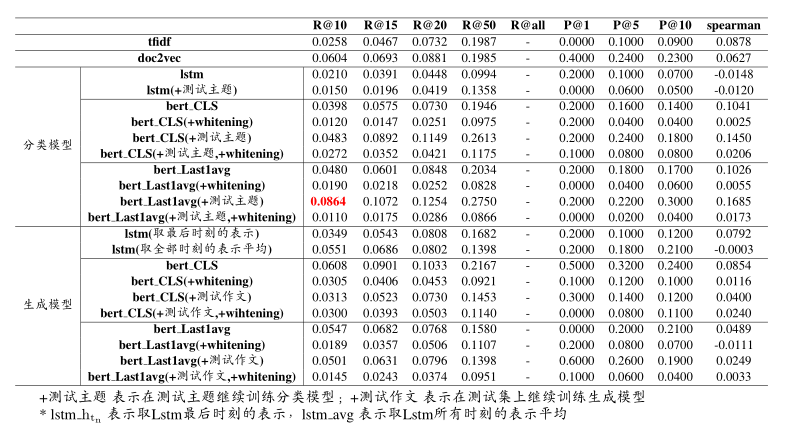 R@10 R@15 R@20 R@50 R@all P@1 P@5 P@10 spearman
tfidf 0.0258 0.0467 0.0732 0.1987 - 0.0000 0.1000 0.0900 0.0878
doc2vec 0.0604 0.0693 0.0881 0.1985 - 0.4000 0.2400 0.2300 0.0627
分类模型
lstm 0.0210 0.0391 0.0448 0.0994 - 0.2000 0.1000 0.0700 -0.0148
lstm(+测试主题) 0.0150 0.0196 0.0419 0.1358 - 0.0000 0.0600 0.0500 -0.0120
bert_CLS 0.0398 0.0575 0.0730 0.1946 - 0.2000 0.1600 0.1400 0.1041
bert_CLS(+whitening) 0.0120 0.0147 0.0251 0.0975 - 0.2000 0.0400 0.0400 0.0025
bert_CLS(+测试主题) 0.0483 0.0892 0.1149 0.2613 - 0.2000 0.2400 0.1800 0.1450
bert_CLS(+测试主题,+whitening) 0.0272 0.0352 0.0421 0.1175 - 0.1000 0.0800 0.0800 0.0206
bert_Last1avg 0.0480 0.0601 0.0848 0.2034 - 0.2000 0.1800 0.1700 0.1026
bert_Last1avg(+whitening) 0.0190 0.0218 0.0252 0.0828 - 0.0000 0.0400 0.0600 0.0055
bert_Last1avg(+测试主题) 0.0864 0.1072 0.1254 0.2750 - 0.2000 0.2200 0.3000 0.1685
bert_Last1avg(+测试主题,+whitening) 0.0110 0.0175 0.0286 0.0866 - 0.0000 0.0200 0.0400 0.0173
生成模型
lstm(取最后时刻的表示) 0.0349 0.0543 0.0808 0.1682 - 0.2000 0.1000 0.1200 0.0792
lstm(取全部时刻的表示平均) 0.0551 0.0686 0.0802 0.1398 - 0.2000 0.1800 0.2100 -0.0003
bert_CLS 0.0608 0.0901 0.1033 0.2167 - 0.5000 0.3200 0.2400 0.0854
bert_CLS(+whitening) 0.0305 0.0406 0.0453 0.0921 - 0.1000 0.1200 0.1000 0.0116
bert_CLS(+测试作文) 0.0313 0.0523 0.0730 0.1453 - 0.3000 0.1400 0.1200 0.0400
bert_CLS(+测试作文,+wihtening) 0.0300 0.0393 0.0503 0.1140 - 0.0000 0.0800 0.1100 0.0240
bert_Last1avg 0.0547 0.0682 0.0768 0.1580 - 0.0000 0.2000 0.2100 0.0489
bert_Last1avg(+whitening) 0.0189 0.0357 0.0506 0.1107 - 0.2000 0.0800 0.0700 -0.0111
bert_Last1avg(+测试作文) 0.0501 0.0631 0.0796 0.1398 - 0.6000 0.2600 0.1900 0.0249
bert_Last1avg(+测试作文,+whitening) 0.0145 0.0243 0.0374 0.0951 - 0.1000 0.0600 0.0400 0.0033
+测试主题 表示在测试主题继续训练分类模型；+测试作文 表示在测试集上继续训练生成模型
* lstm_h_{t_n} 表示取Lstm最后时刻的表示，lstm_avg 表示取Lstm所有时刻的表示平均